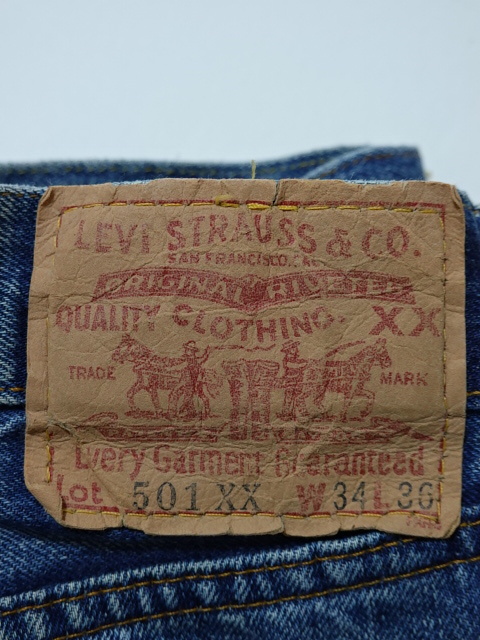 LEVI STRAUSS & CO.
SAN FRANCISCO, CAL.
ORIGINAL RIVETED
QUALITY CLOTHING. XX
TRADE MARK
Every Garment Guaranteed
Lot 501 XX W 34 L 36